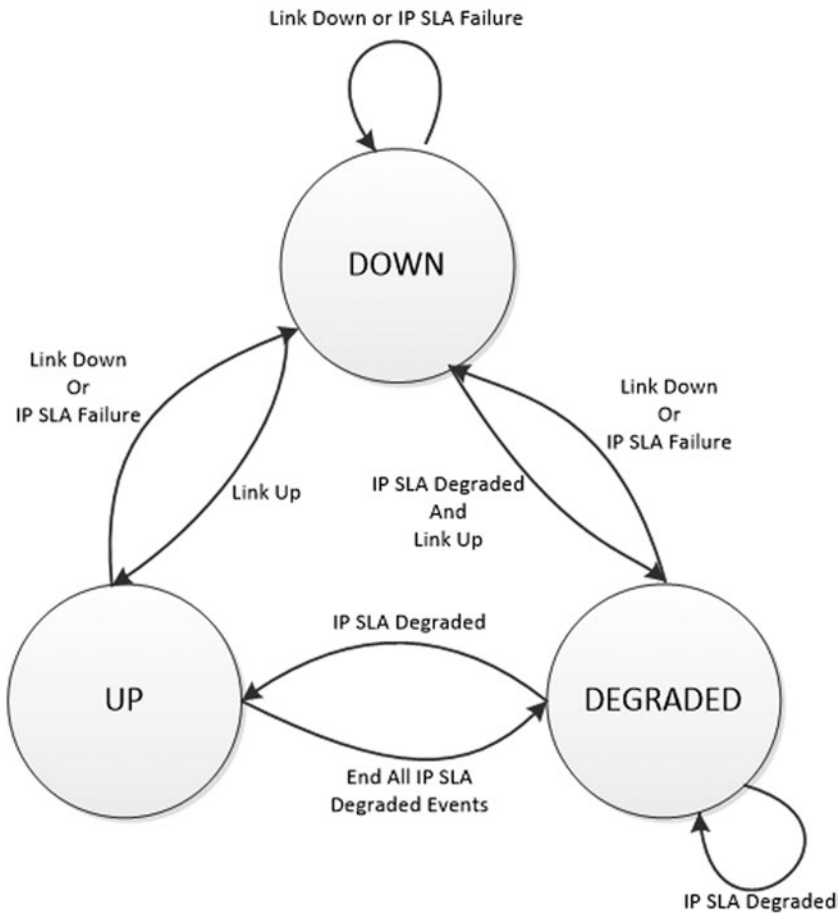 Link Down or IP SLA Failure
DOWN
Link Down
Or
IP SLA Failure
Link Up
IP SLA Degraded
And
Link Up
Link Down
Or
IP SLA Failure
UP
IP SLA Degraded
DEGRADED
End All IP SLA
Degraded Events
IP SLA Degraded